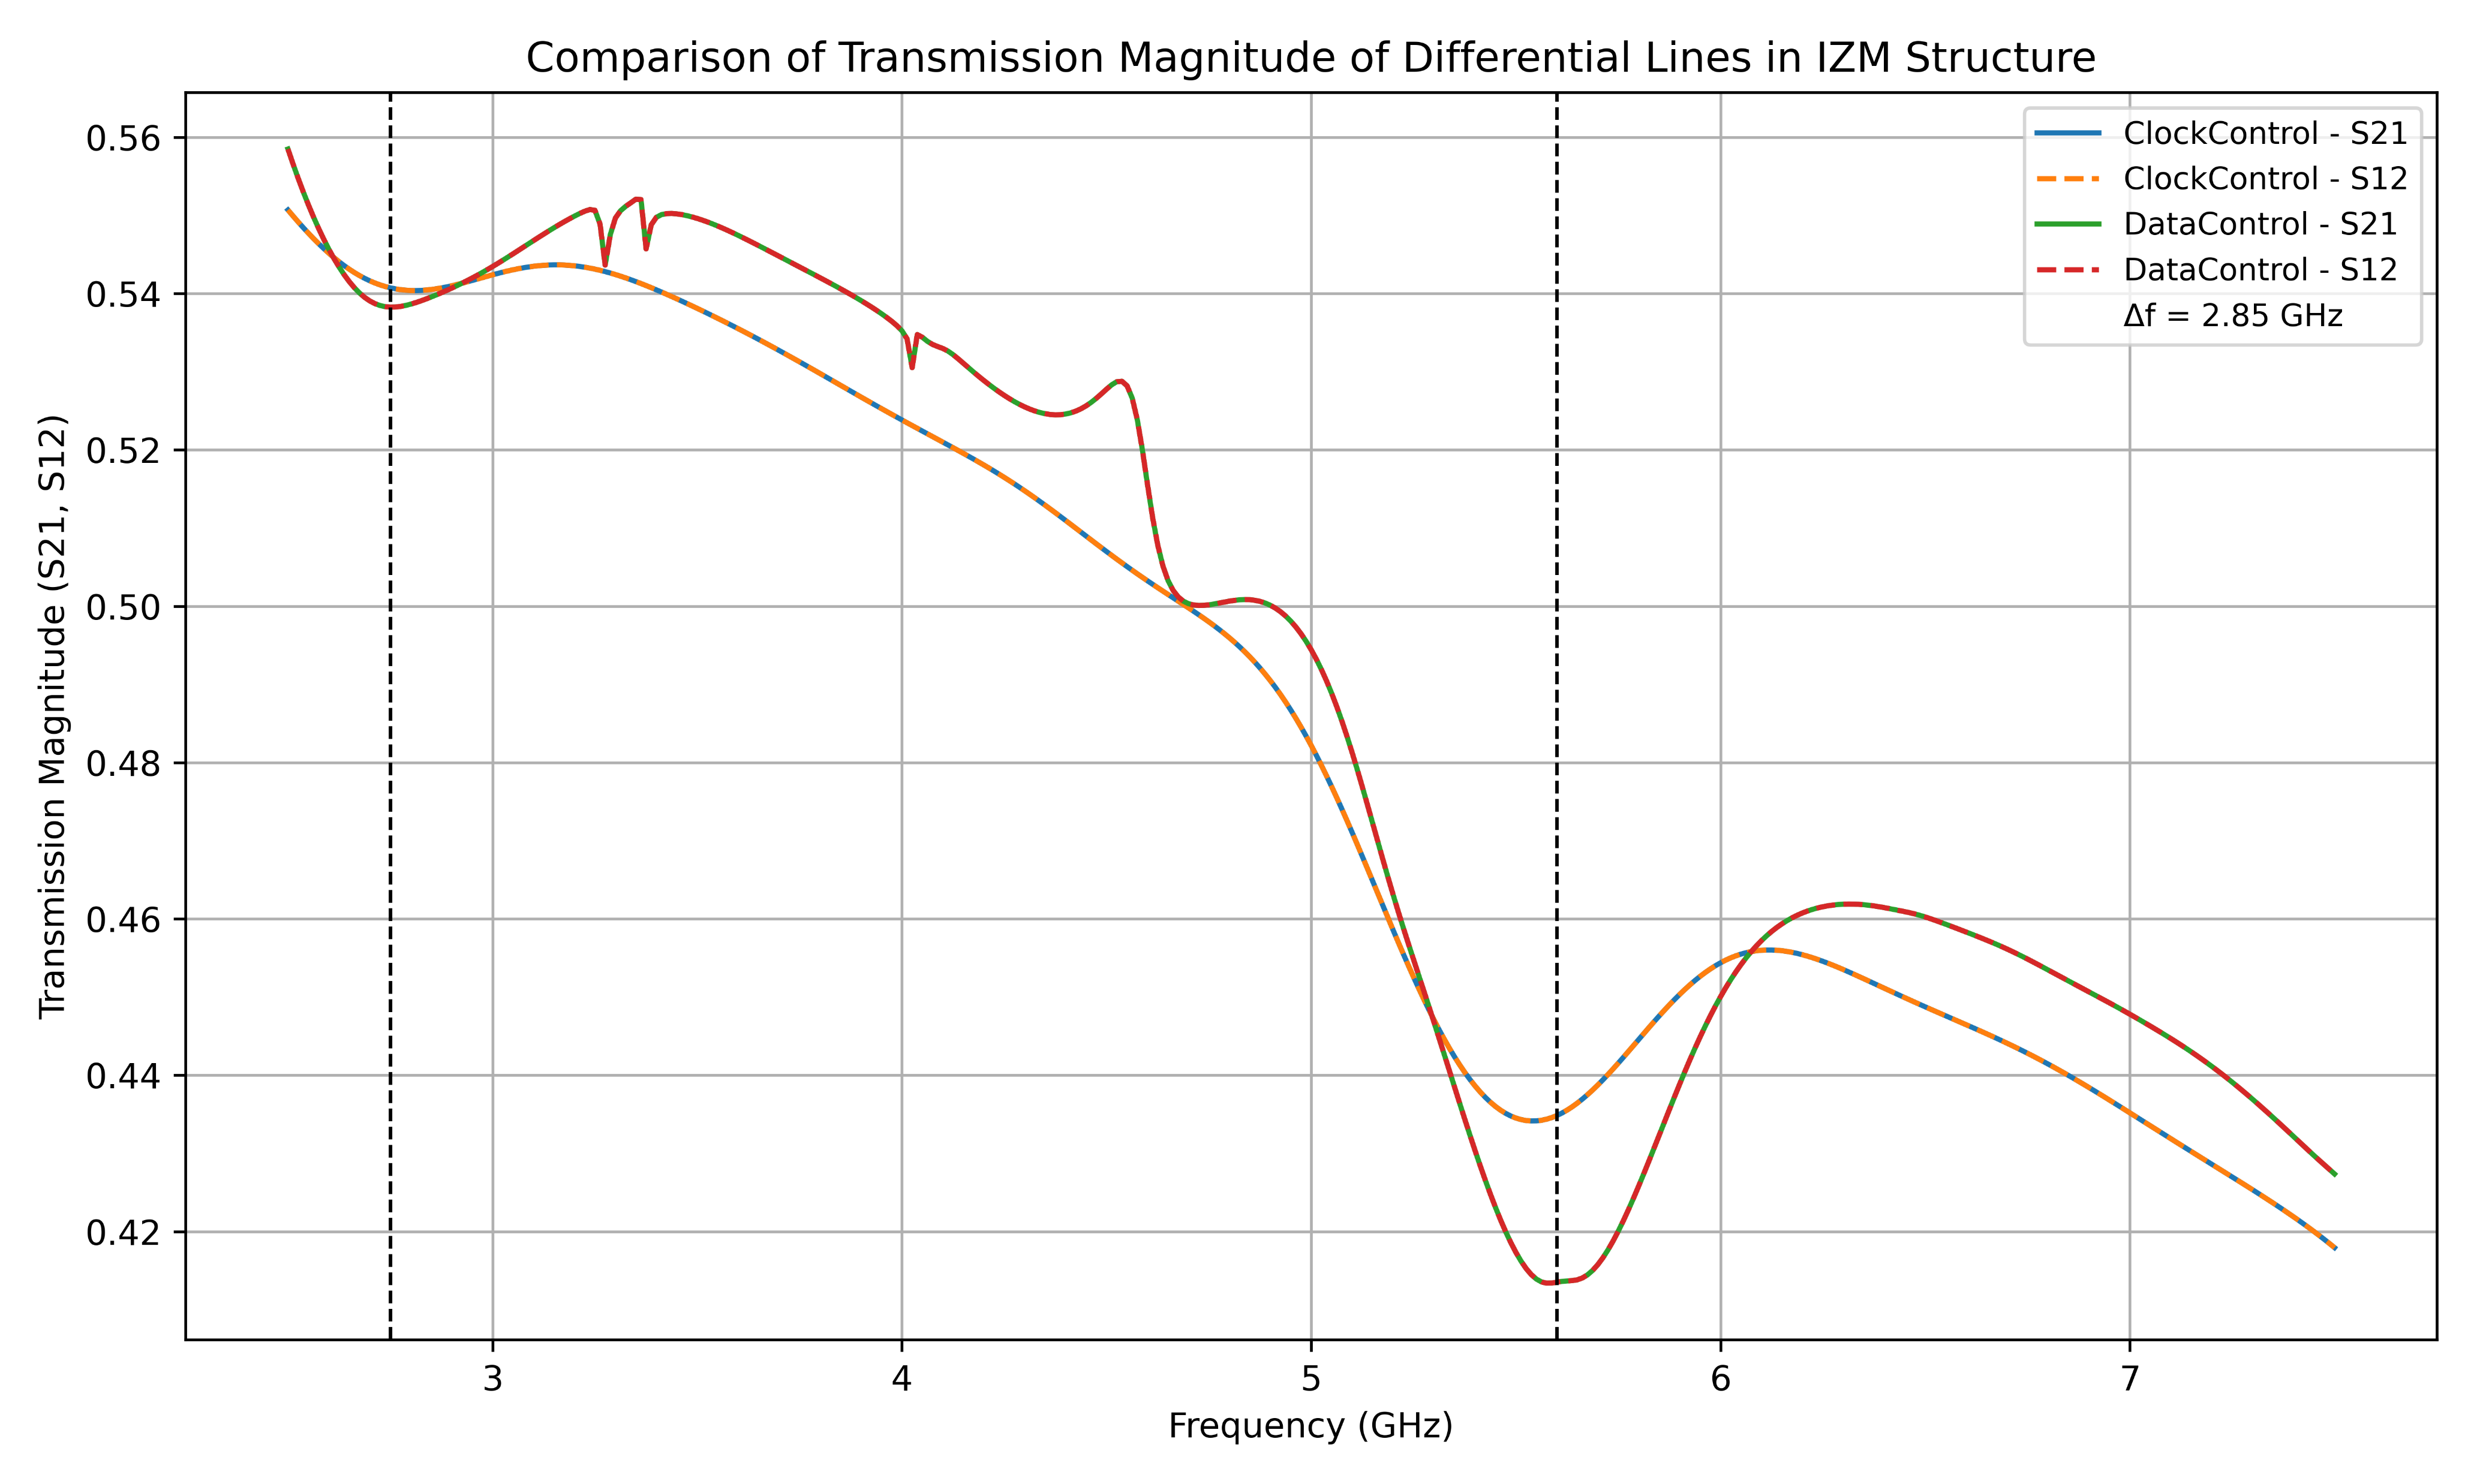 Comparison of Transmission Magnitude of Differential Lines in IZM Structure
Transmission Magnitude (S21, S12)
0.56
0.54
0.52
0.50
0.48
0.46
0.44
0.42
ClockControl - S21
ClockControl - S12
DataControl - S21
DataControl - S12
Δf = 2.85 GHz
3 4 5 6 7
Frequency (GHz)